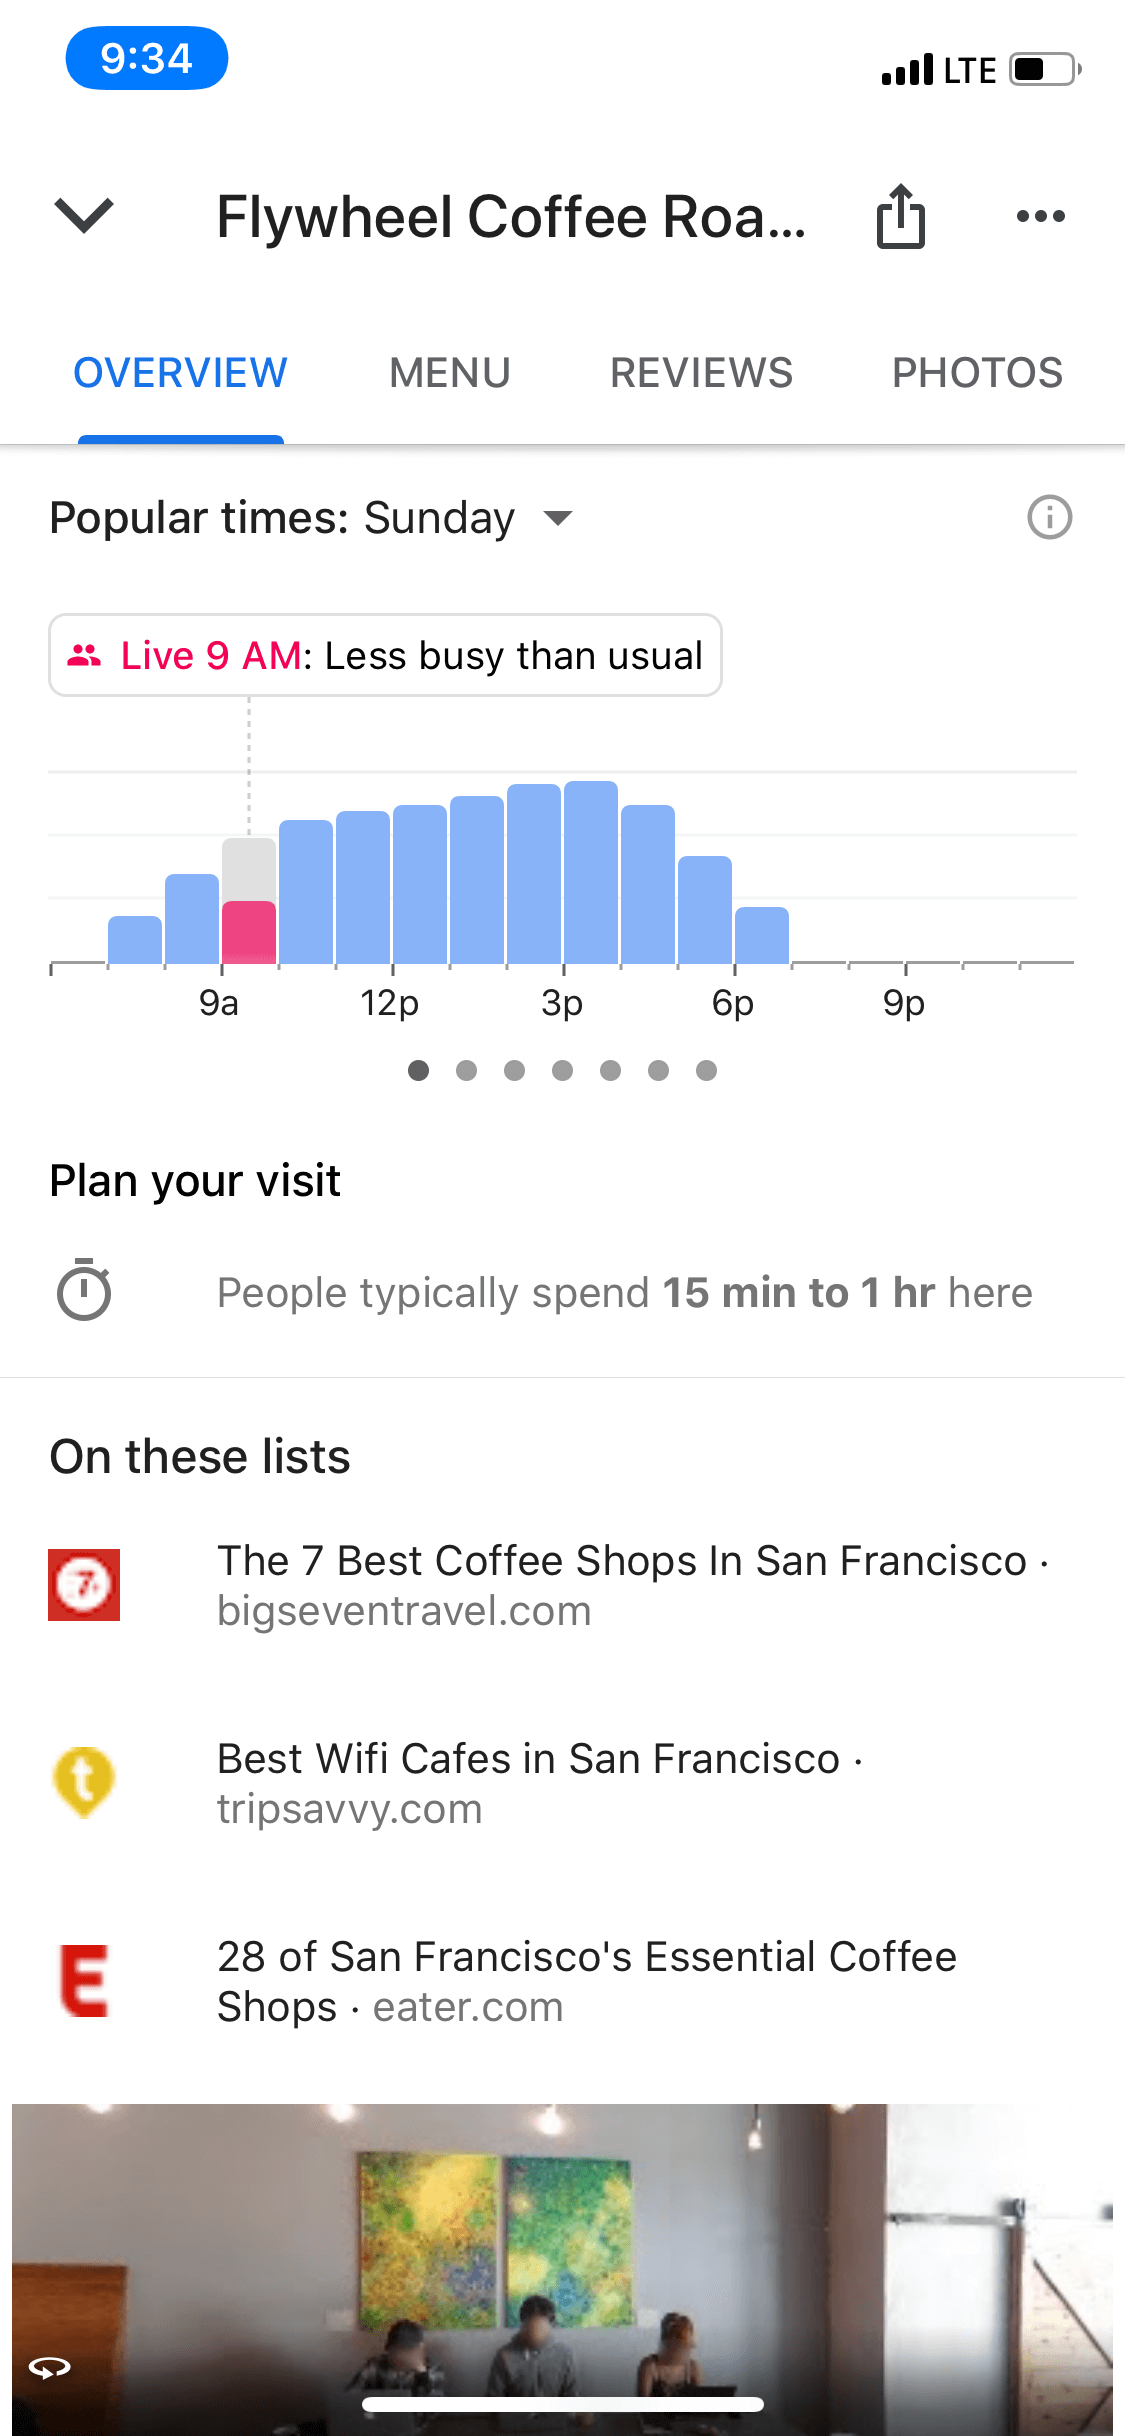 9:34
LTE
Flywheel Coffee Roa...
OVERVIEW MENU REVIEWS PHOTOS
Popular times: Sunday
Live 9 AM: Less busy than usual
9a 12p 3p 6p 9p
Plan your visit
People typically spend 15 min to 1 hr here
On these lists
7
The 7 Best Coffee Shops In San Francisco ·
bigseventravel.com
t
Best Wifi Cafes in San Francisco ·
tripsavvy.com
E
28 of San Francisco's Essential Coffee
Shops · eater.com